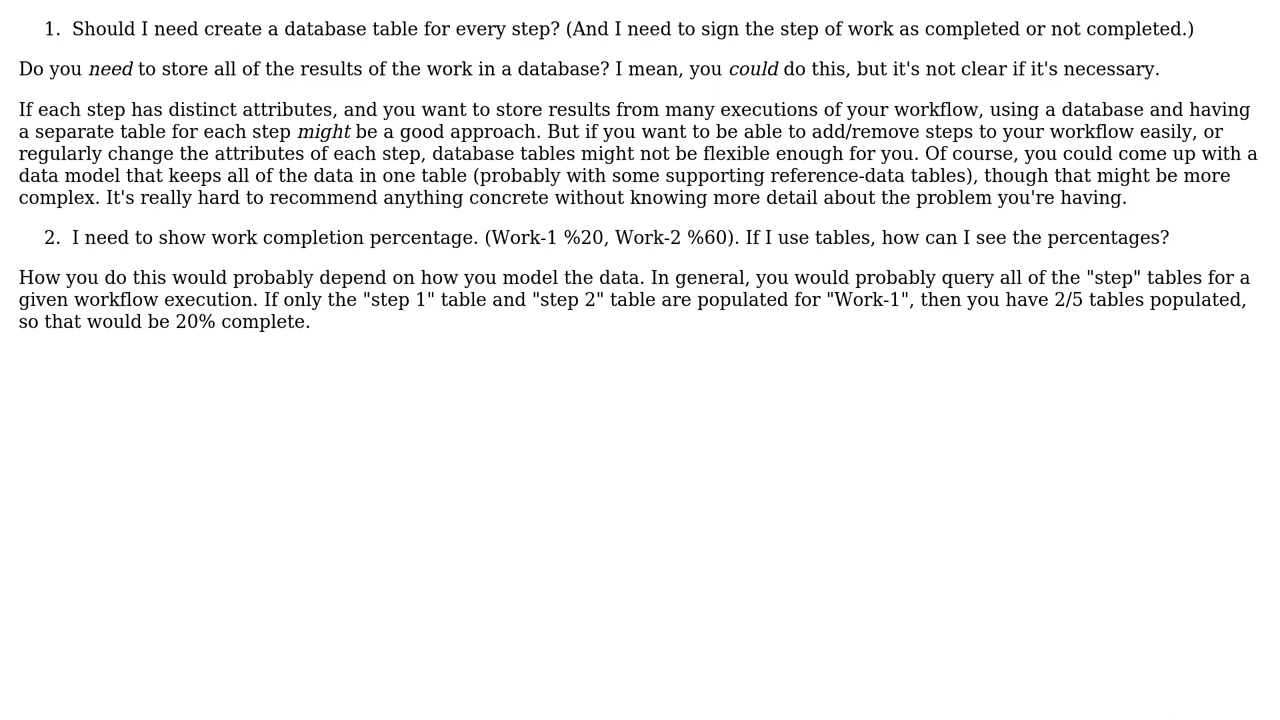 1. Should I need create a database table for every step? (And I need to sign the step of work as completed or not completed.)
Do you need to store all of the results of the work in a database? I mean, you could do this, but it's not clear if it's necessary.
If each step has distinct attributes, and you want to store results from many executions of your workflow, using a database and having
a separate table for each step might be a good approach. But if you want to be able to add/remove steps to your workflow easily, or
regularly change the attributes of each step, database tables might not be flexible enough for you. Of course, you could come up with a
data model that keeps all of the data in one table (probably with some supporting reference-data tables), though that might be more
complex. It's really hard to recommend anything concrete without knowing more detail about the problem you're having.
2. I need to show work completion percentage. (Work-1 %20, Work-2 %60). If I use tables, how can I see the percentages?
How you do this would probably depend on how you model the data. In general, you would probably query all of the "step" tables for a
given workflow execution. If only the "step 1" table and "step 2" table are populated for "Work-1", then you have 2/5 tables populated,
so that would be 20% complete.